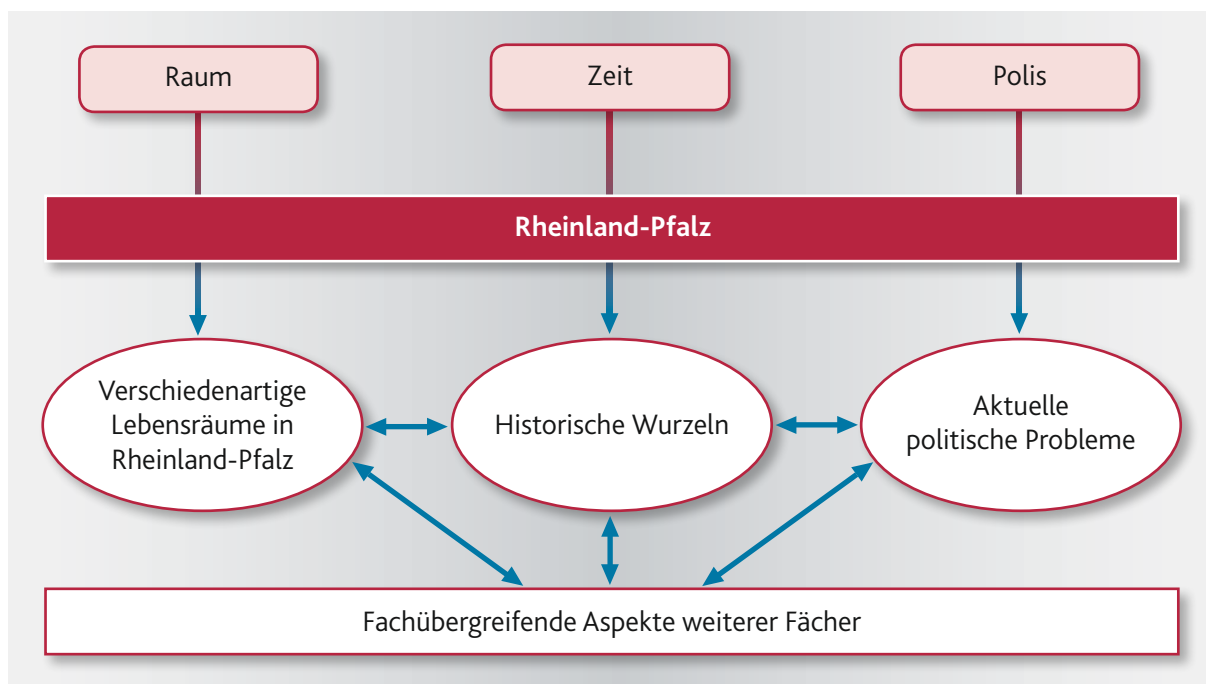 Raum
Zeit
Polis
Rheinland-Pfalz
Verschiedenartige
Lebensräume in
Rheinland-Pfalz
Historische Wurzeln
Aktuelle
politische Probleme
Fachübergreifende Aspekte weiterer Fächer